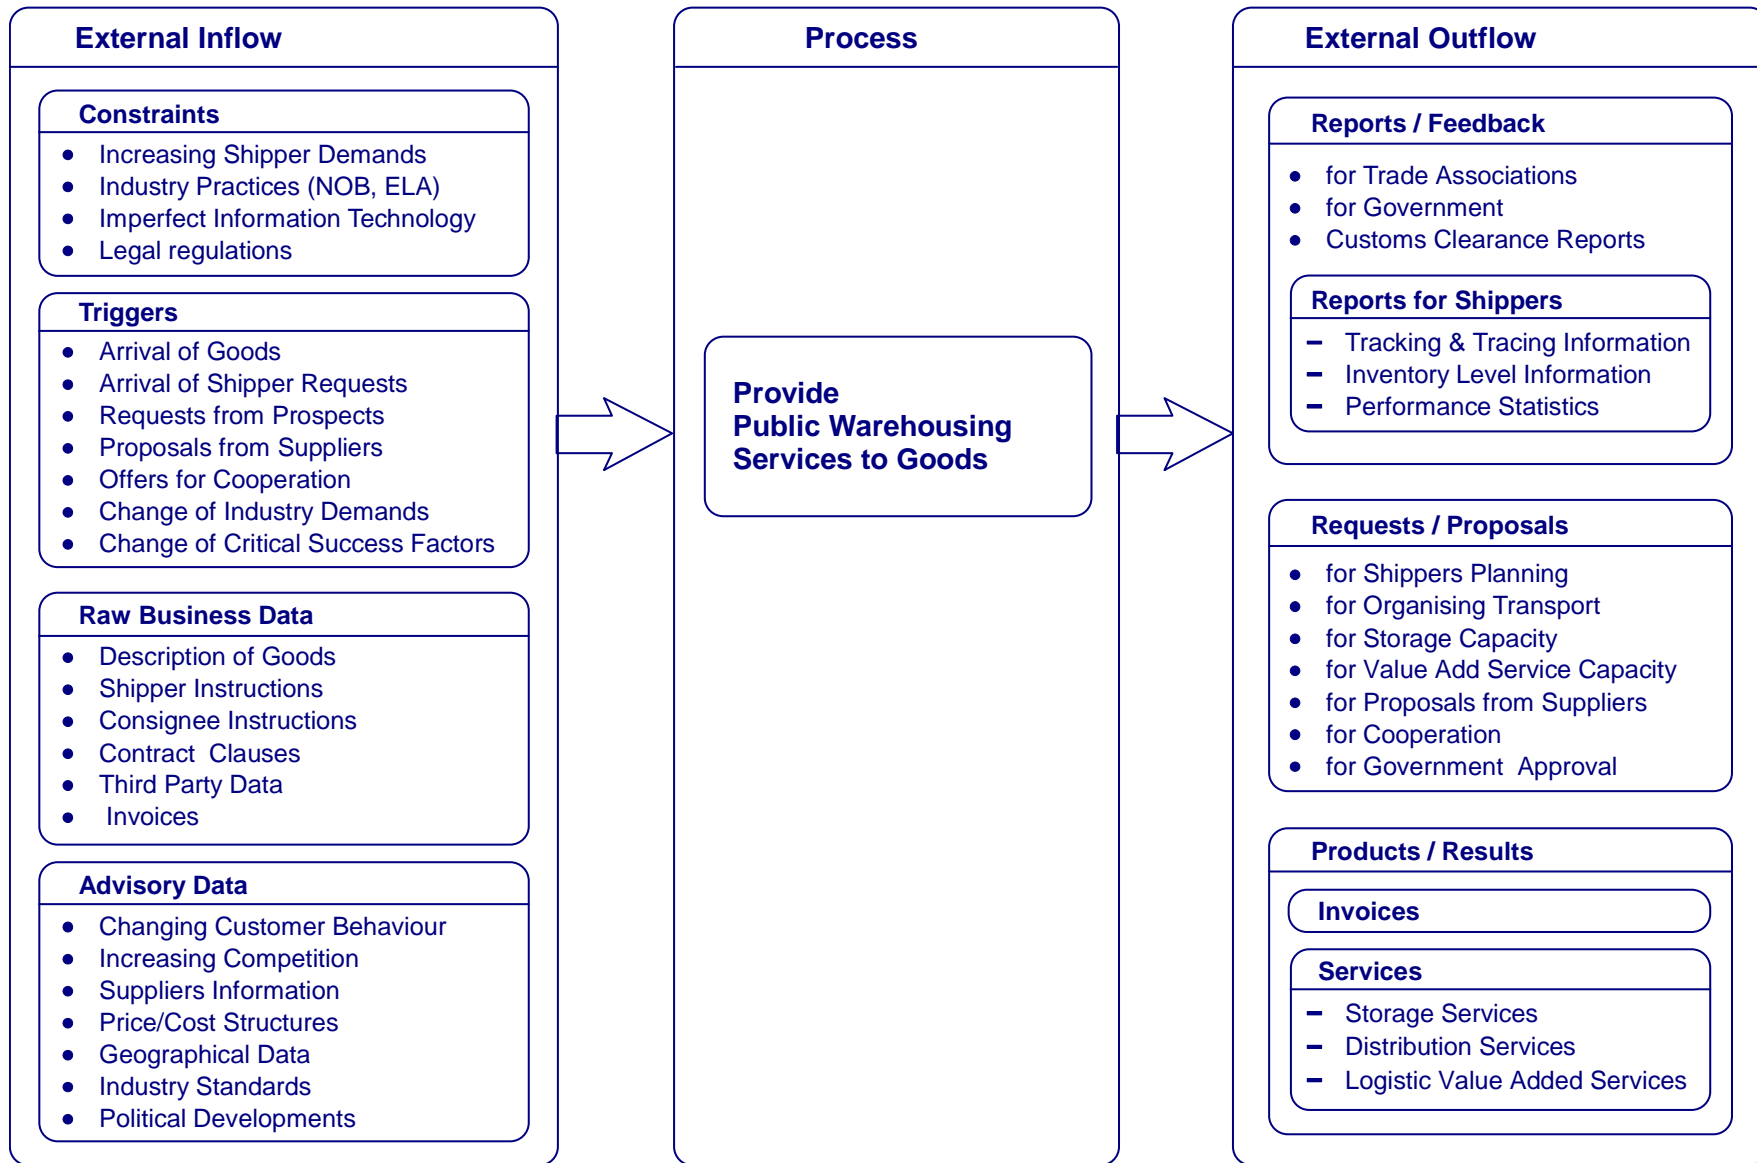 External Inflow
Constraints
● Increasing Shipper Demands
● Industry Practices (NOB, ELA)
● Imperfect Information Technology
● Legal regulations
Triggers
● Arrival of Goods
● Arrival of Shipper Requests
● Requests from Prospects
● Proposals from Suppliers
● Offers for Cooperation
● Change of Industry Demands
● Change of Critical Success Factors
Raw Business Data
● Description of Goods
● Shipper Instructions
● Consignee Instructions
● Contract Clauses
● Third Party Data
● Invoices
Advisory Data
● Changing Customer Behaviour
● Increasing Competition
● Suppliers Information
● Price/Cost Structures
● Geographical Data
● Industry Standards
● Political Developments
Process
Provide
Public Warehousing
Services to Goods
External Outflow
Reports / Feedback
● for Trade Associations
● for Government
● Customs Clearance Reports
Reports for Shippers
– Tracking & Tracing Information
– Inventory Level Information
– Performance Statistics
Requests / Proposals
● for Shippers Planning
● for Organising Transport
● for Storage Capacity
● for Value Add Service Capacity
● for Proposals from Suppliers
● for Cooperation
● for Government Approval
Products / Results
Invoices
Services
– Storage Services
– Distribution Services
– Logistic Value Added Services